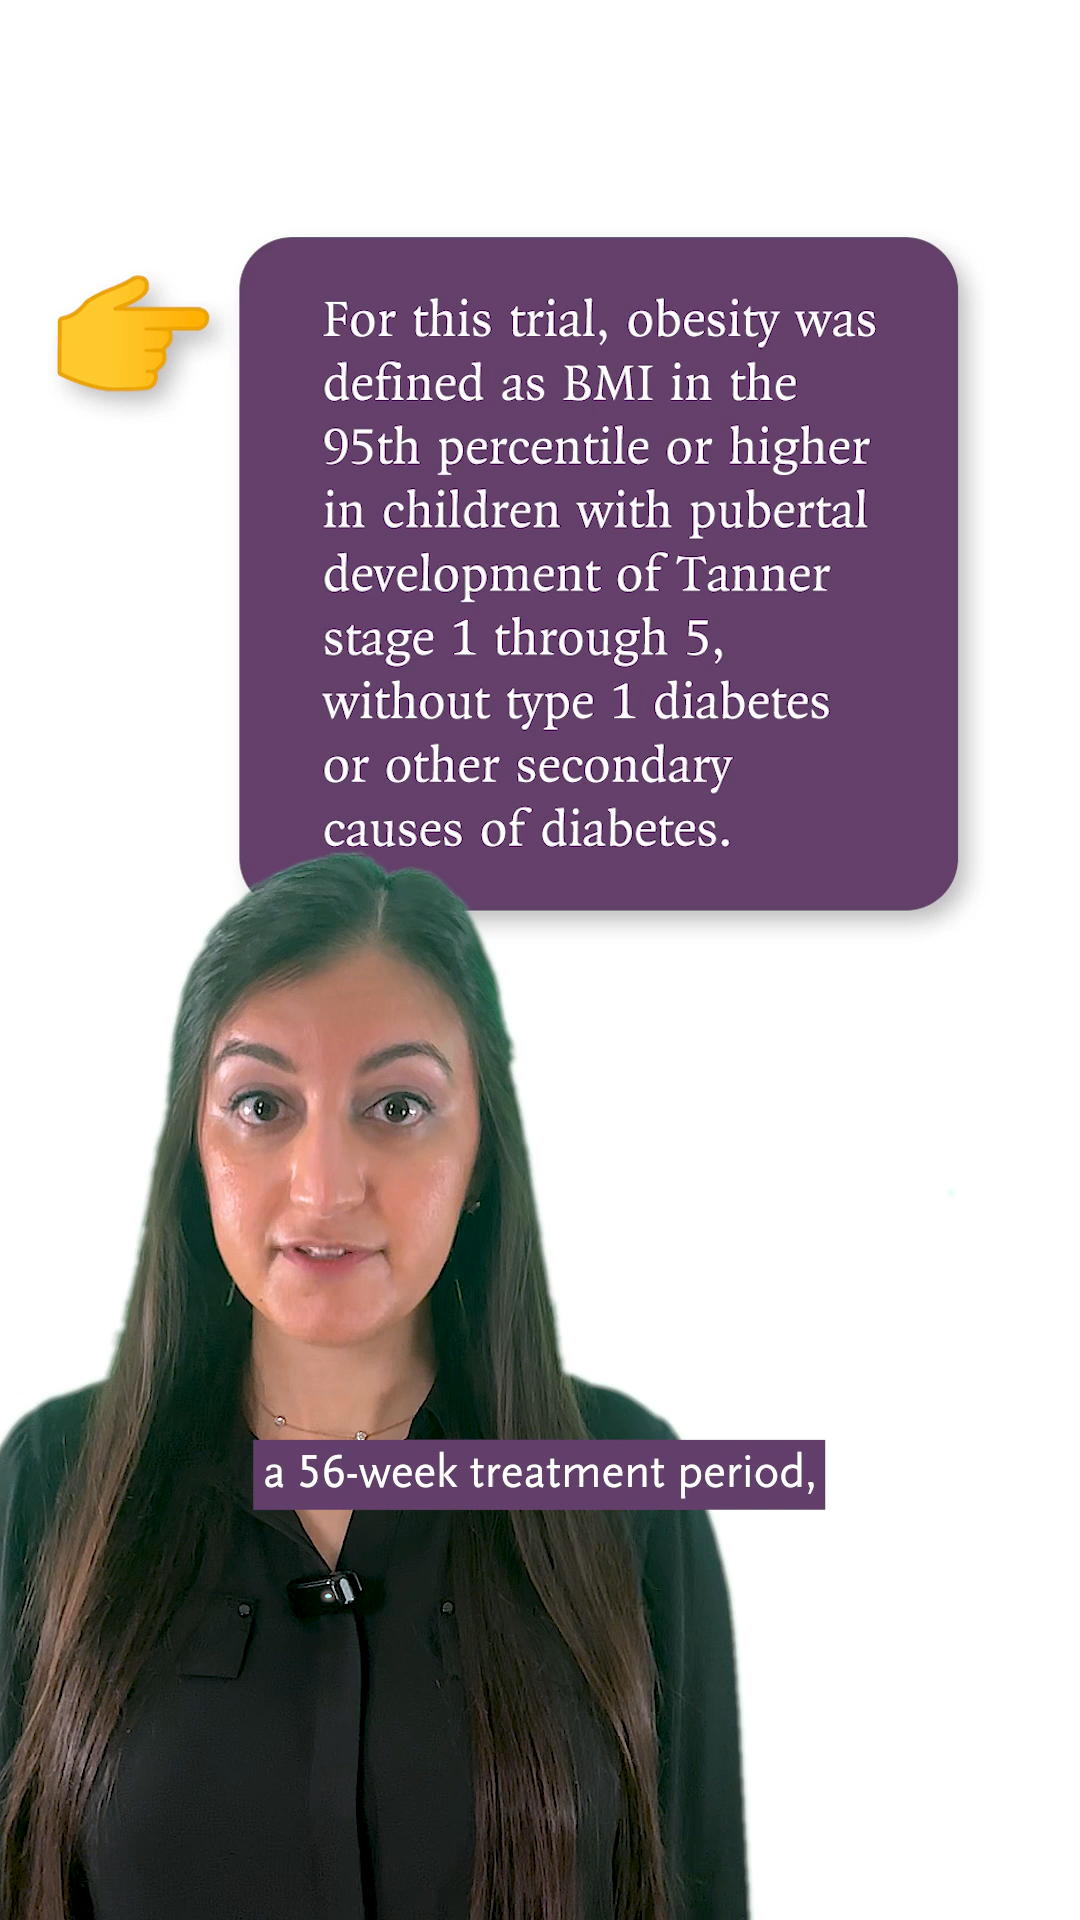 For this trial, obesity was
defined as BMI in the
95th percentile or higher
in children with pubertal
development of Tanner
stage 1 through 5,
without type 1 diabetes
or other secondary
causes of diabetes.
a 56-week treatment period,